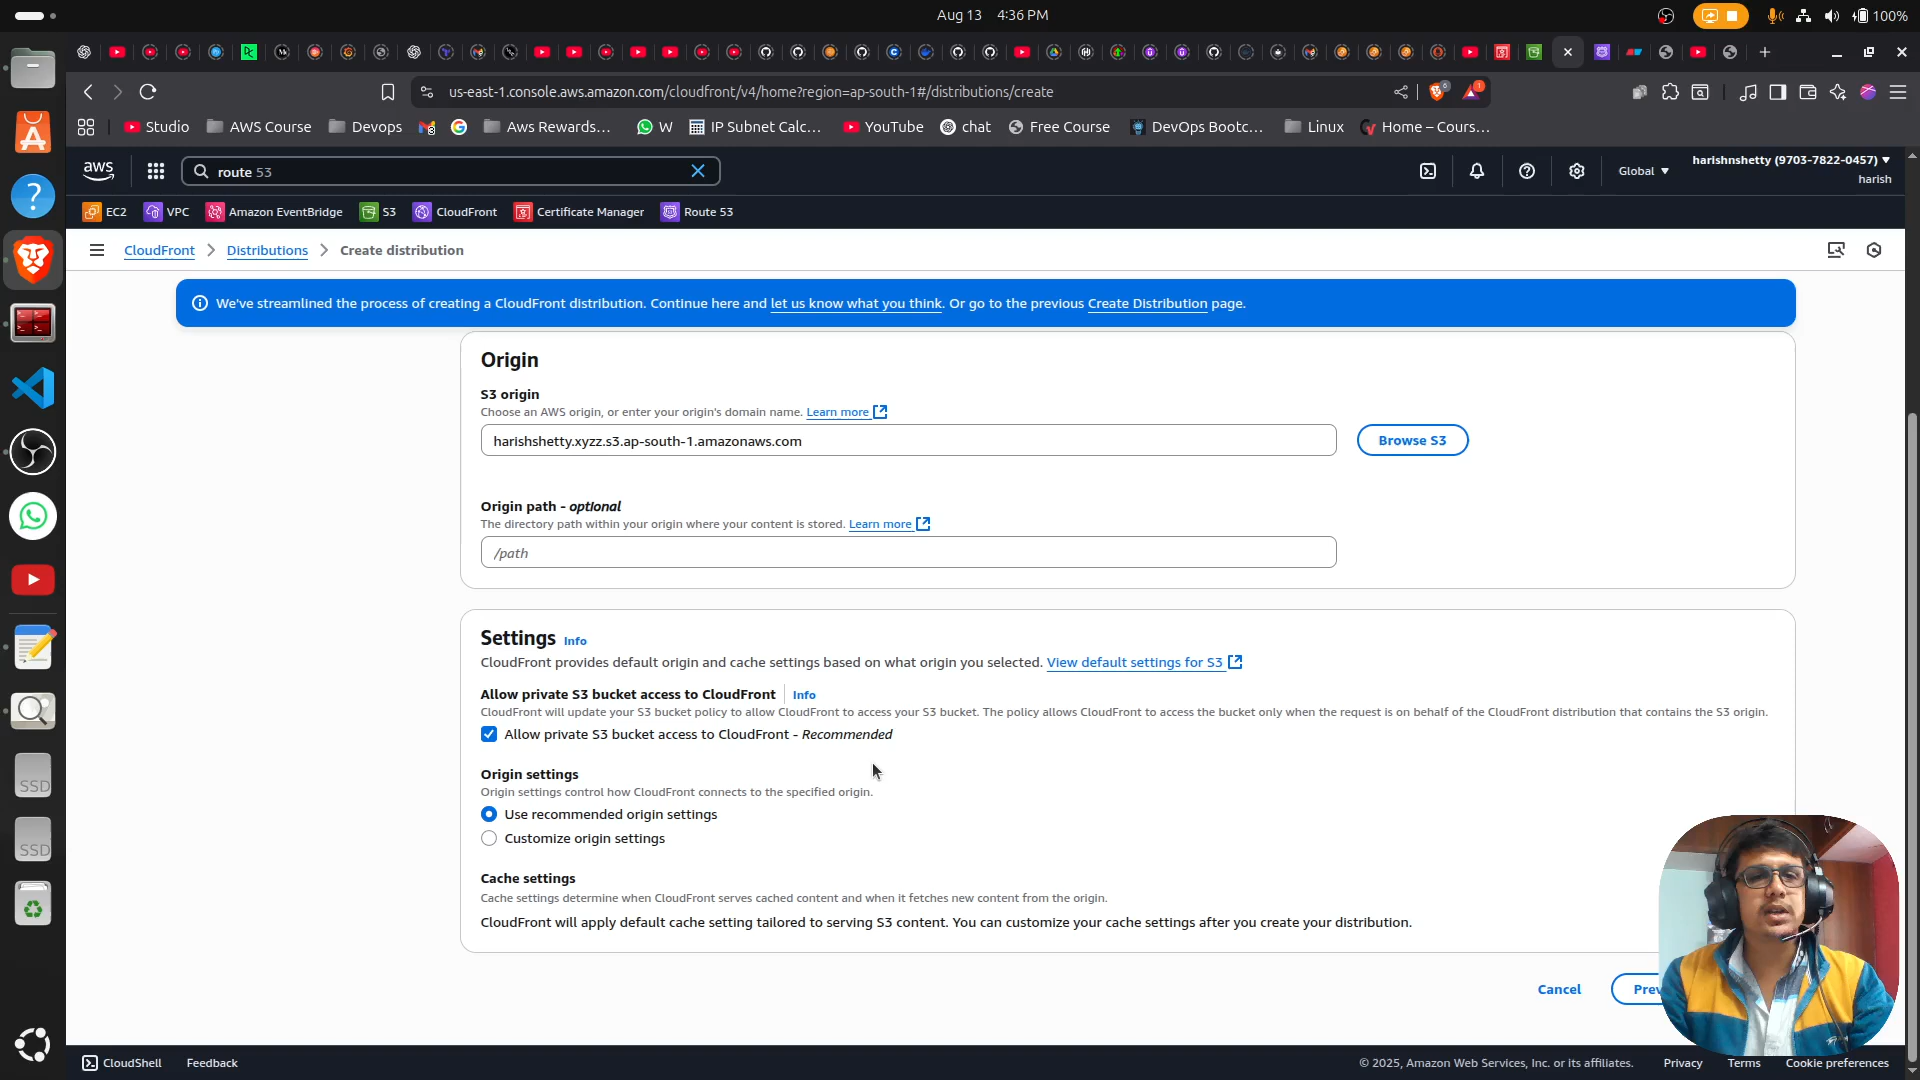 Aug 13 4:36 PM
100%
us-east-1.console.aws.amazon.com/cloudfront/v4/home?region=ap-south-1#/distributions/create
Studio AWS Course Devops Aws Rewards... W IP Subnet Calc... YouTube chat Free Course DevOps Bootc... Linux Home – Cours...
aws route 53 Global harishnshetty (9703-7822-0457)
harish
EC2 VPC Amazon EventBridge S3 CloudFront Certificate Manager Route 53
CloudFront Distributions Create distribution
We've streamlined the process of creating a CloudFront distribution. Continue here and let us know what you think. Or go to the previous Create Distribution page.
Origin
S3 origin
Choose an AWS origin, or enter your origin's domain name. Learn more
harishshetty.xyzz.s3.ap-south-1.amazonaws.com Browse S3
Origin path - optional
The directory path within your origin where your content is stored. Learn more
/path
Settings Info
CloudFront provides default origin and cache settings based on what origin you selected. View default settings for S3
Allow private S3 bucket access to CloudFront Info
CloudFront will update your S3 bucket policy to allow CloudFront to access your S3 bucket. The policy allows CloudFront to access the bucket only when the request is on behalf of the CloudFront distribution that contains the S3 origin.
Allow private S3 bucket access to CloudFront - Recommended
Origin settings
Origin settings control how CloudFront connects to the specified origin.
Use recommended origin settings
Customize origin settings
Cache settings
Cache settings determine when CloudFront serves cached content and when it fetches new content from the origin.
CloudFront will apply default cache setting tailored to serving S3 content. You can customize your cache settings after you create your distribution.
Cancel
SSD
SSD
CloudShell Feedback © 2025, Amazon Web Services, Inc. or its affiliates. Privacy Terms Cookie preferences